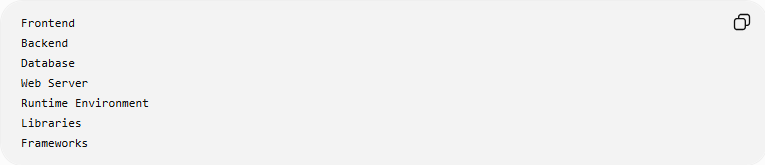 Frontend
Backend
Database
Web Server
Runtime Environment
Libraries
Frameworks